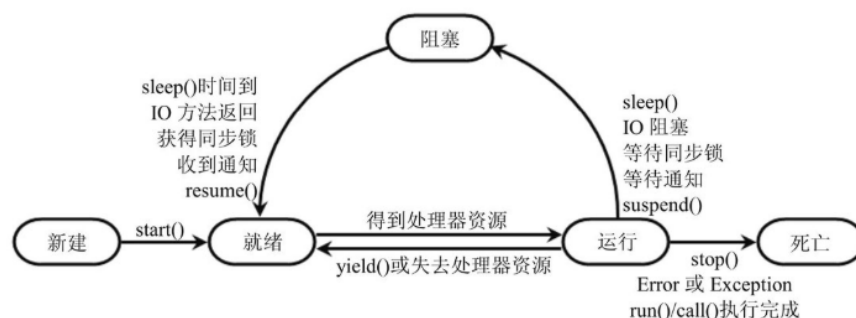 阻塞
sleep()时间到
IO 方法返回
获得同步锁
收到通知
resume()
sleep()
IO 阻塞
等待同步锁
等待通知
suspend()
新建
start()
就绪
得到处理器资源
yield()或失去处理器资源
运行
stop()
Error 或 Exception
run()/call()执行完成
死亡